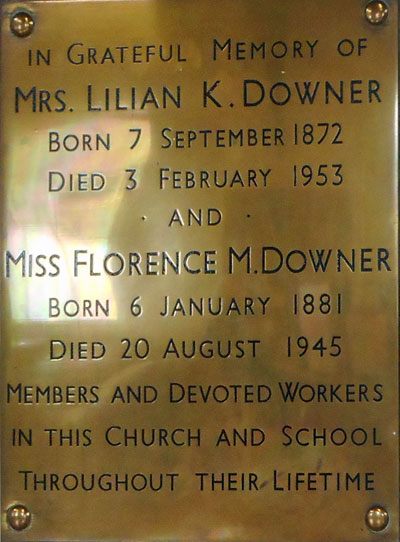 In Grateful Memory of
Mrs. Lilian K. Downer
Born 7 September 1872
Died 3 February 1953
· and ·
Miss Florence M. Downer
Born 6 January 1881
Died 20 August 1945
Members and Devoted Workers
in this Church and School
Throughout their Lifetime